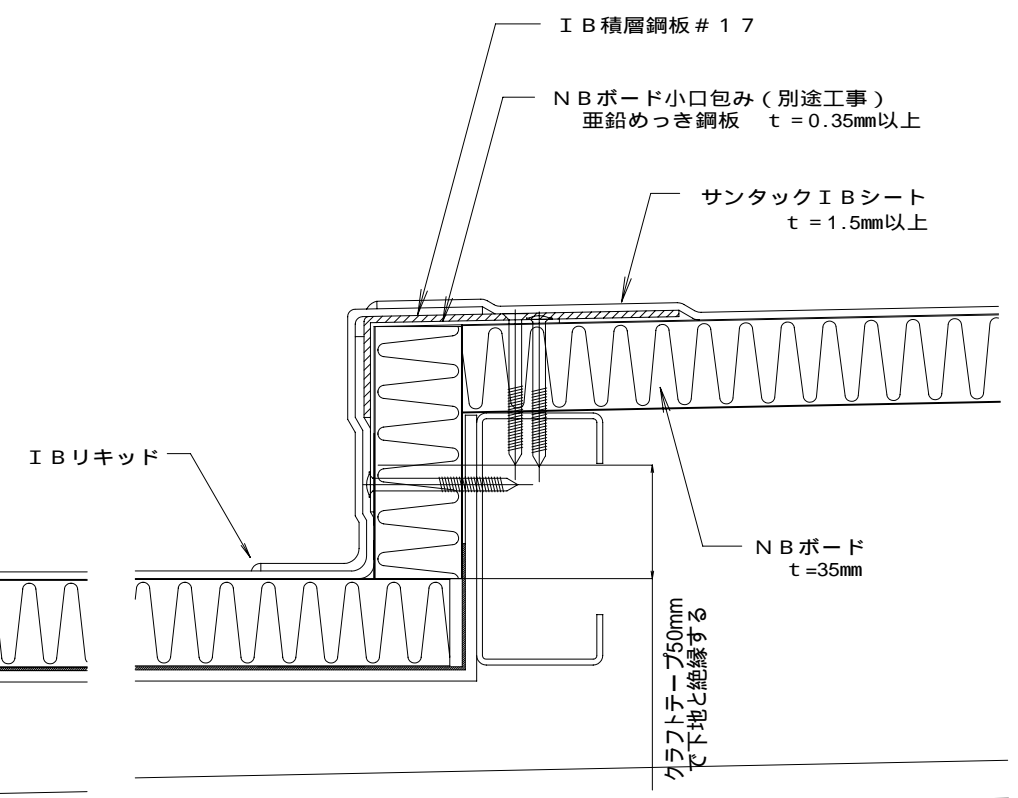 ＩＢ積層鋼板＃１７
ＮＢボード小口包み（別途工事）
亜鉛めっき鋼板　ｔ=0.35mm以上
サンタックＩＢシート
ｔ=1.5mm以上
ＩＢリキッド
ＮＢボード
ｔ=35mm
クラフトテープ50mm
で下地と絶縁する